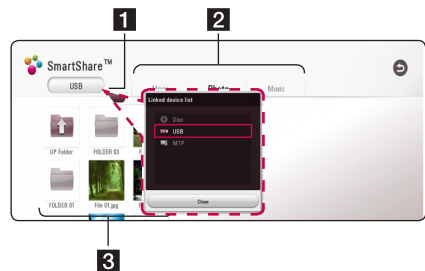 1
2
SmartShare™
USB
Photo
Music
Linked device list
Disc
USB
MTP
Close
UP Folder
FOLDER 03
F
FOLDER 01
File 01.jpg
3